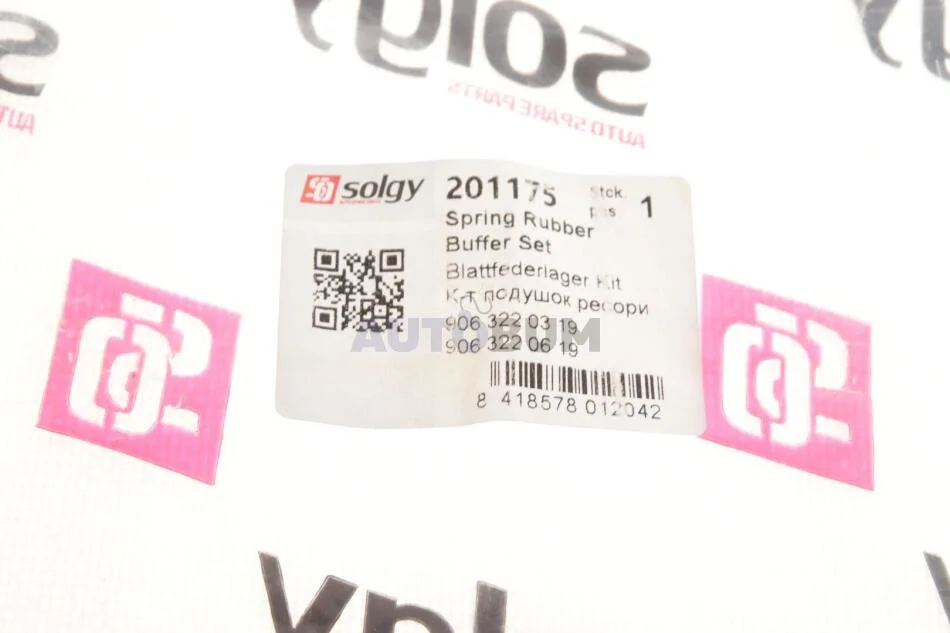 solgy
AUTO SPARE PARTS
solgy
201175
Stck.
pcs
1
Spring Rubber
Buffer Set
Blattfederlager Kit
К-т подушок ресори
906 322 03 19
906 322 06 19
AUTOBUM
8 418578 012042